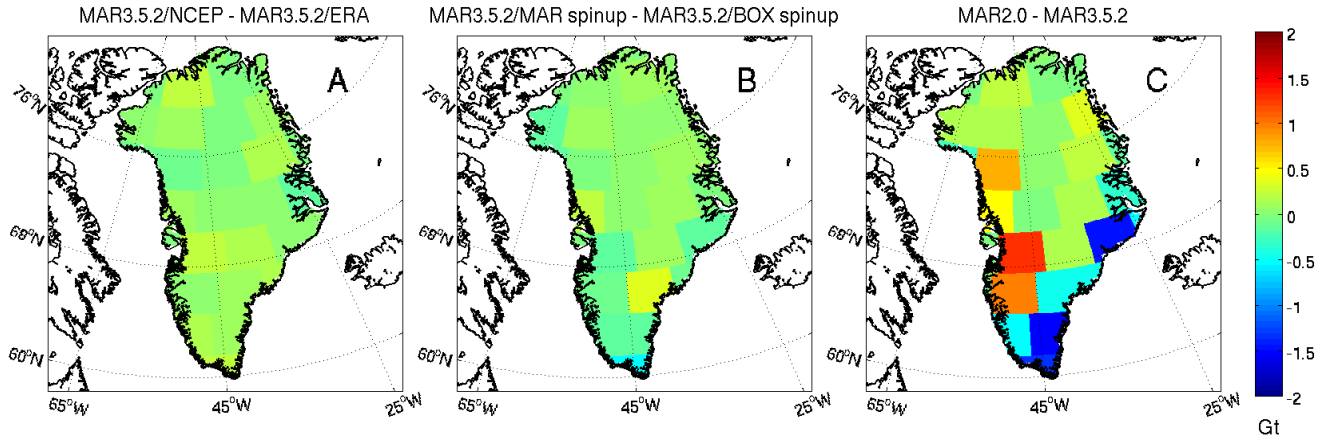 MAR3.5.2/NCEP - MAR3.5.2/ERA
MAR3.5.2/MAR spinup - MAR3.5.2/BOX spinup
MAR2.0 - MAR3.5.2
A
B
C
76°N
68°N
60°N
65°W
45°W
25°W
76°N
68°N
60°N
65°W
45°W
25°W
76°N
68°N
60°N
65°W
45°W
25°W
2
1.5
1
0.5
0
-0.5
-1
-1.5
-2
Gt